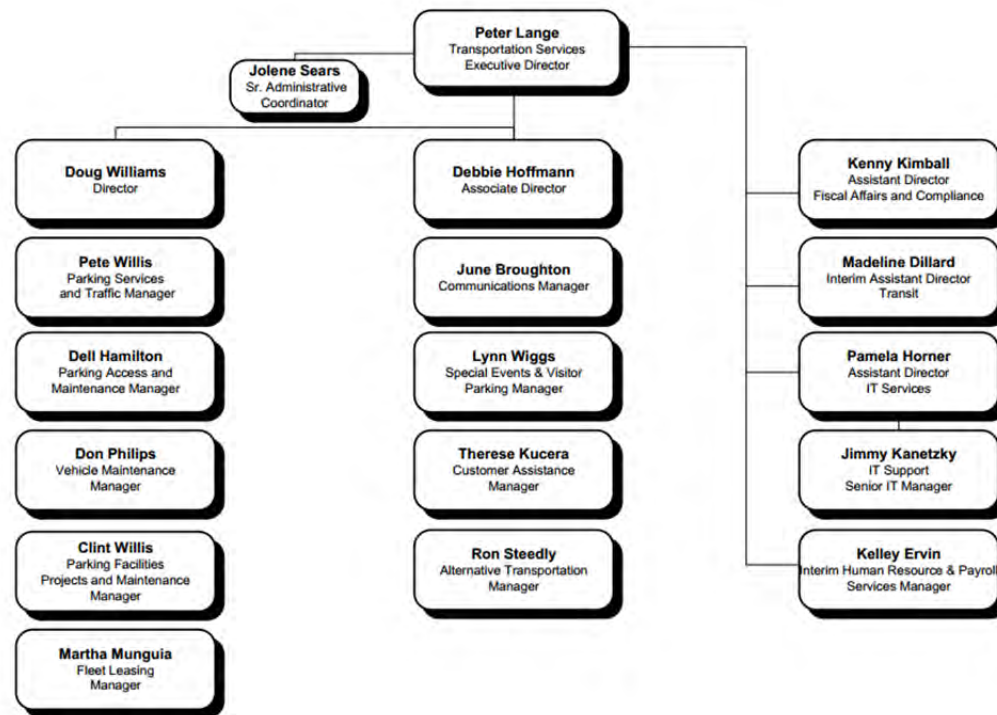 Peter Lange
Transportation Services
Executive Director
Jolene Sears
Sr. Administrative
Coordinator
Doug Williams
Director
Pete Willis
Parking Services
and Traffic Manager
Dell Hamilton
Parking Access and
Maintenance Manager
Don Philips
Vehicle Maintenance
Manager
Clint Willis
Parking Facilities
Projects and Maintenance
Manager
Martha Munguia
Fleet Leasing
Manager
Debbie Hoffmann
Associate Director
June Broughton
Communications Manager
Lynn Wiggs
Special Events & Visitor
Parking Manager
Therese Kucera
Customer Assistance
Manager
Ron Steedly
Alternative Transportation
Manager
Kenny Kimball
Assistant Director
Fiscal Affairs and Compliance
Madeline Dillard
Interim Assistant Director
Transit
Pamela Horner
Assistant Director
IT Services
Jimmy Kanetzky
IT Support
Senior IT Manager
Kelley Ervin
Interim Human Resource & Payroll
Services Manager